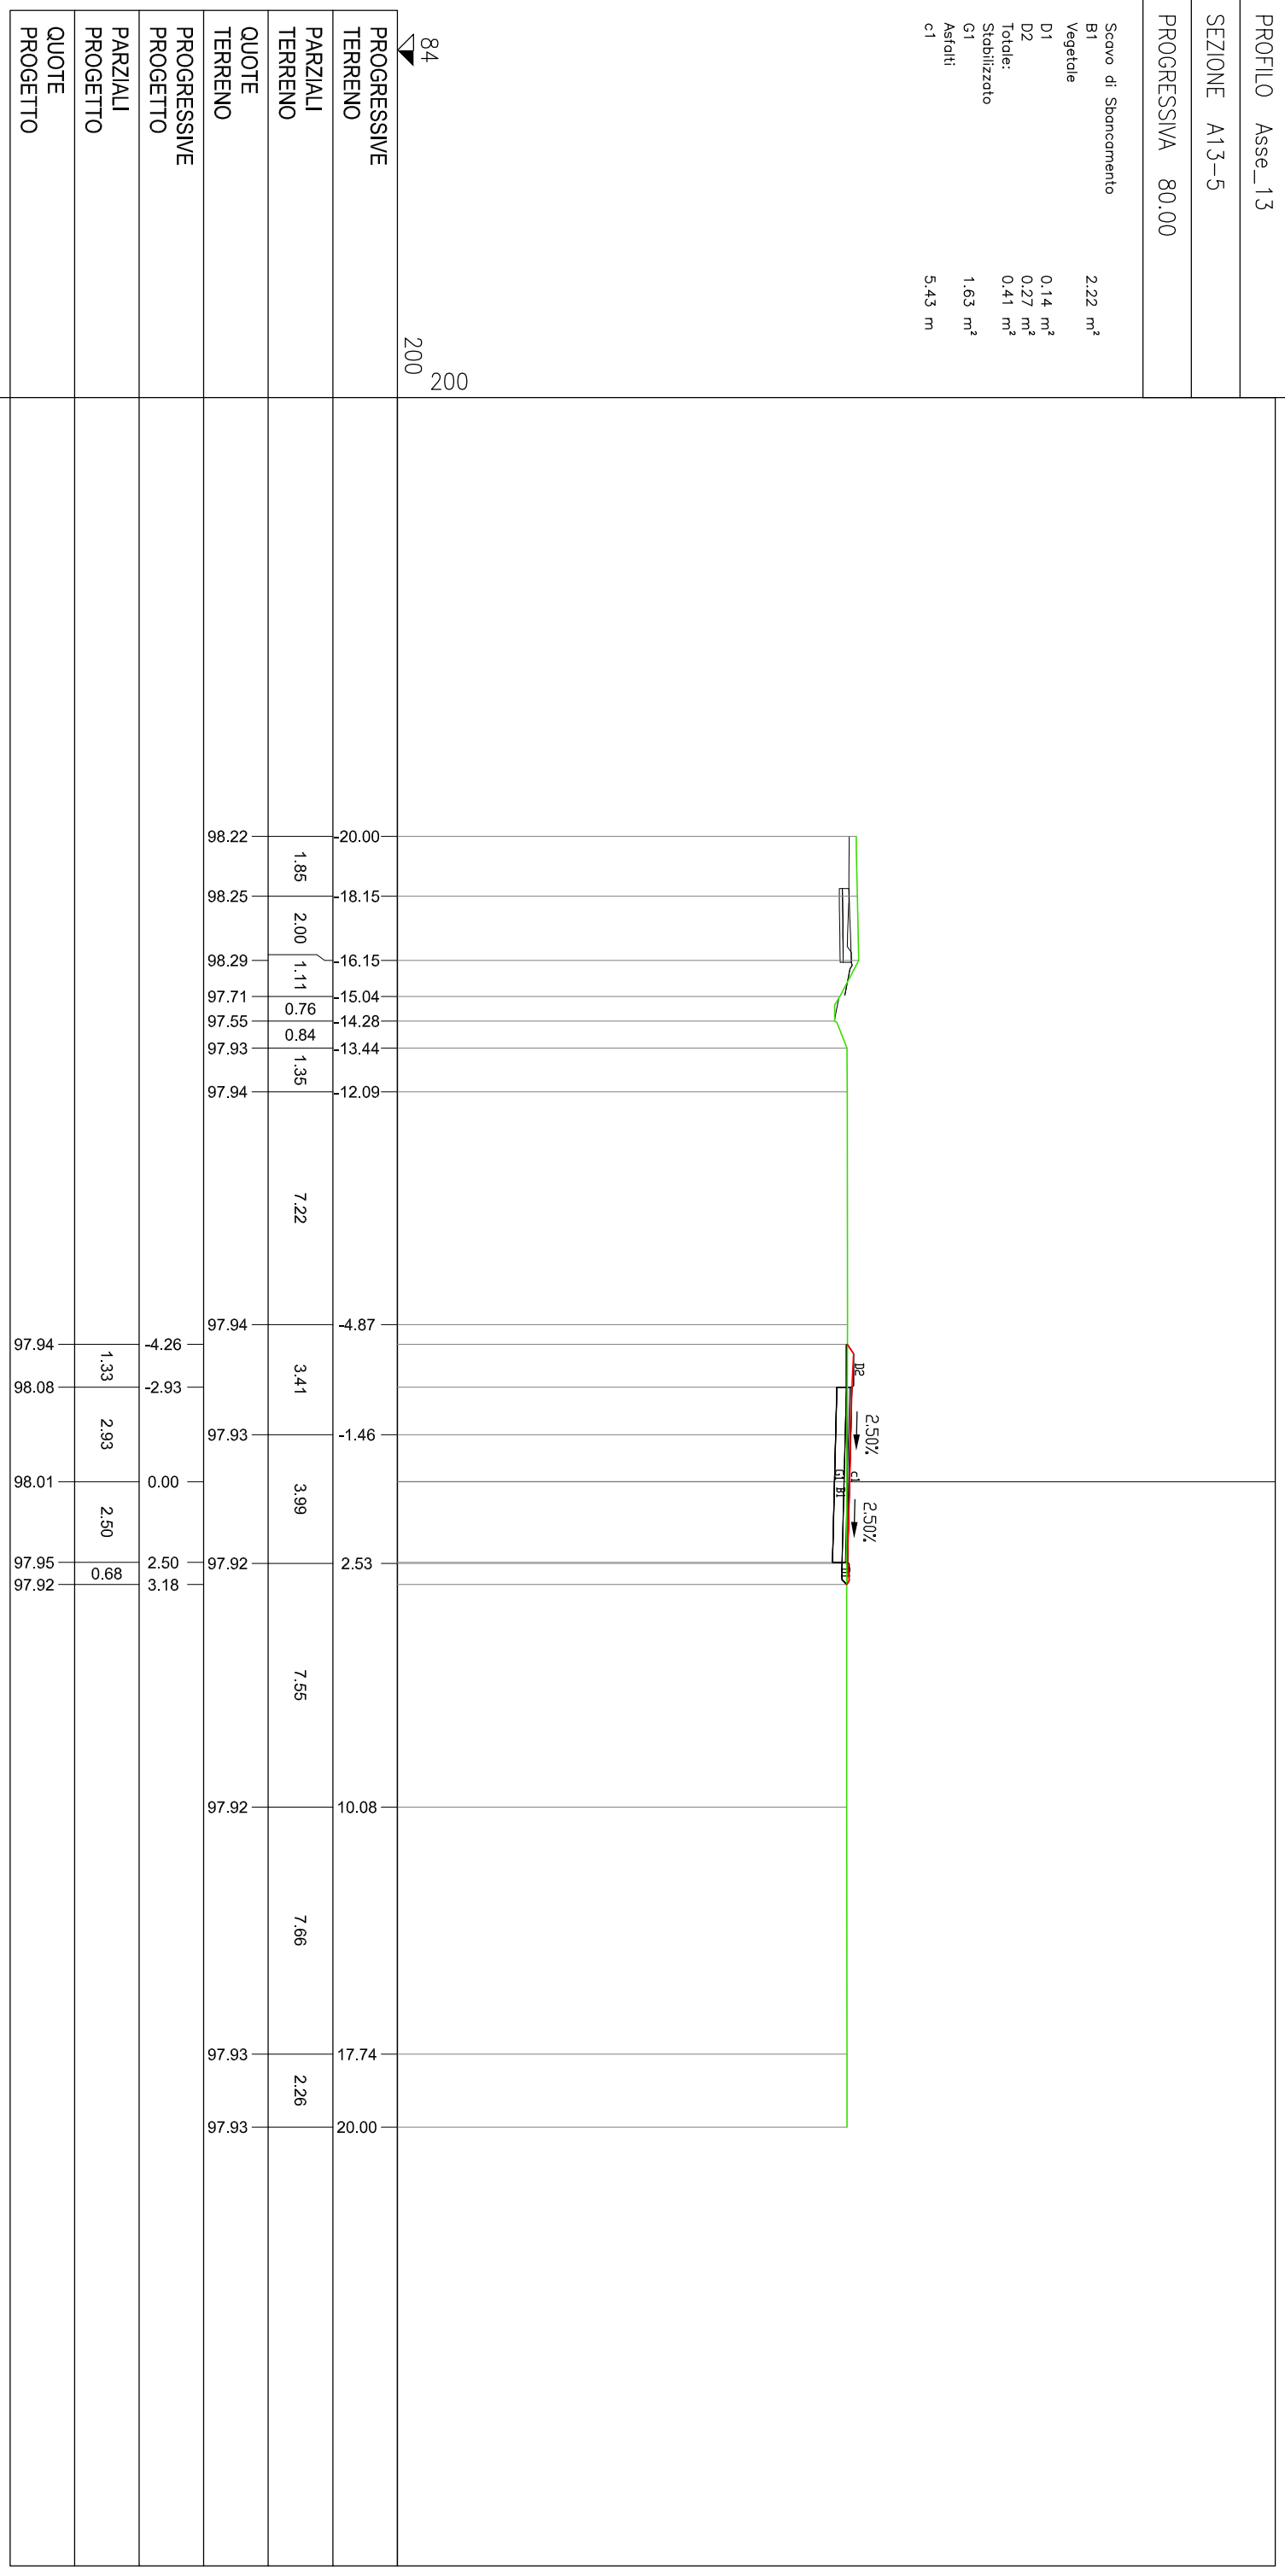 PROFILO Asse_13
SEZIONE A13-5
PROGRESSIVA 80.00
Scavo di Sbancamento
B1 2.22 m²
Vegetale
D1 0.14 m²
D2 0.27 m²
Totale: 0.41 m²
Stabilizzato
G1 1.63 m²
Asfalti
c1 5.43 m
2.50% 2.50%
D2 c1
G1 B1
200
200
84
PROGRESSIVE TERRENO
-20.00 -18.15 -16.15 -15.04 -14.28 -13.44 -12.09 -4.87 -1.46 2.53 10.08 17.74 20.00
PARZIALI TERRENO
1.85 2.00 1.11 0.76 0.84 1.35 7.22 3.41 3.99 7.55 7.66 2.26
QUOTE TERRENO
98.22 98.25 98.29 97.71 97.55 97.93 97.94 97.94 97.93 97.92 97.92 97.93 97.93
PROGRESSIVE PROGETTO
-4.26 -2.93 0.00 2.50 3.18
PARZIALI PROGETTO
1.33 2.93 2.50 0.68
QUOTE PROGETTO
97.94 98.08 98.01 97.95 97.92